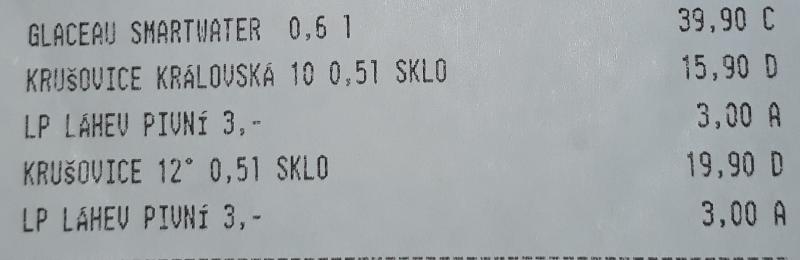 GLACEAU SMARTWATER 0,6 l 39,90 C
KRUŠOVICE KRÁLOVSKÁ 10 0,5l SKLO 15,90 D
LP LÁHEV PIVNÍ 3,- 3,00 A
KRUŠOVICE 12° 0,5l SKLO 19,90 D
LP LÁHEV PIVNÍ 3,- 3,00 A